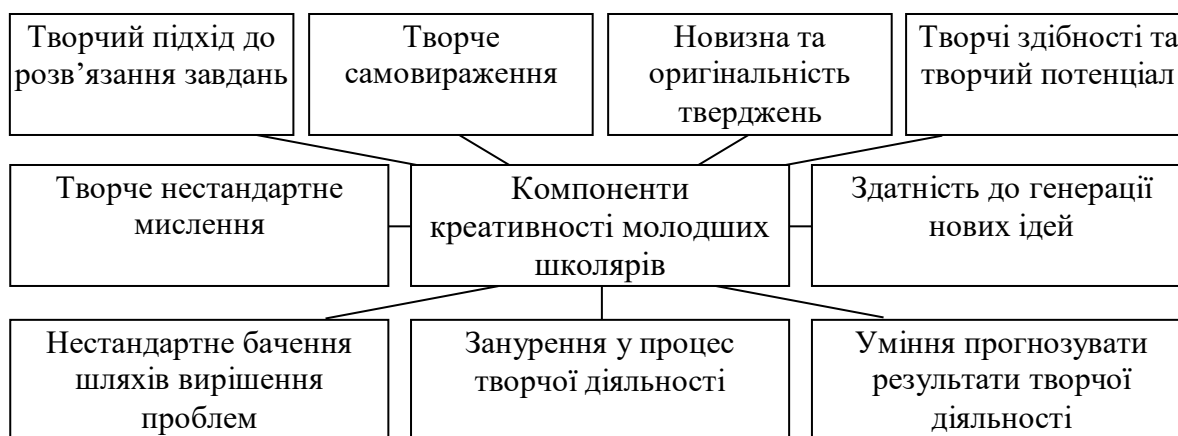 Творчий підхід до
розв’язання завдань
Творче
самовираження
Новизна та
оригінальність
тверджень
Творчі здібності та
творчий потенціал
Творче нестандартне
мислення
Компоненти
креативності молодших
школярів
Здатність до генерації
нових ідей
Нестандартне бачення
шляхів вирішення
проблем
Занурення у процес
творчої діяльності
Уміння прогнозувати
результати творчої
діяльності